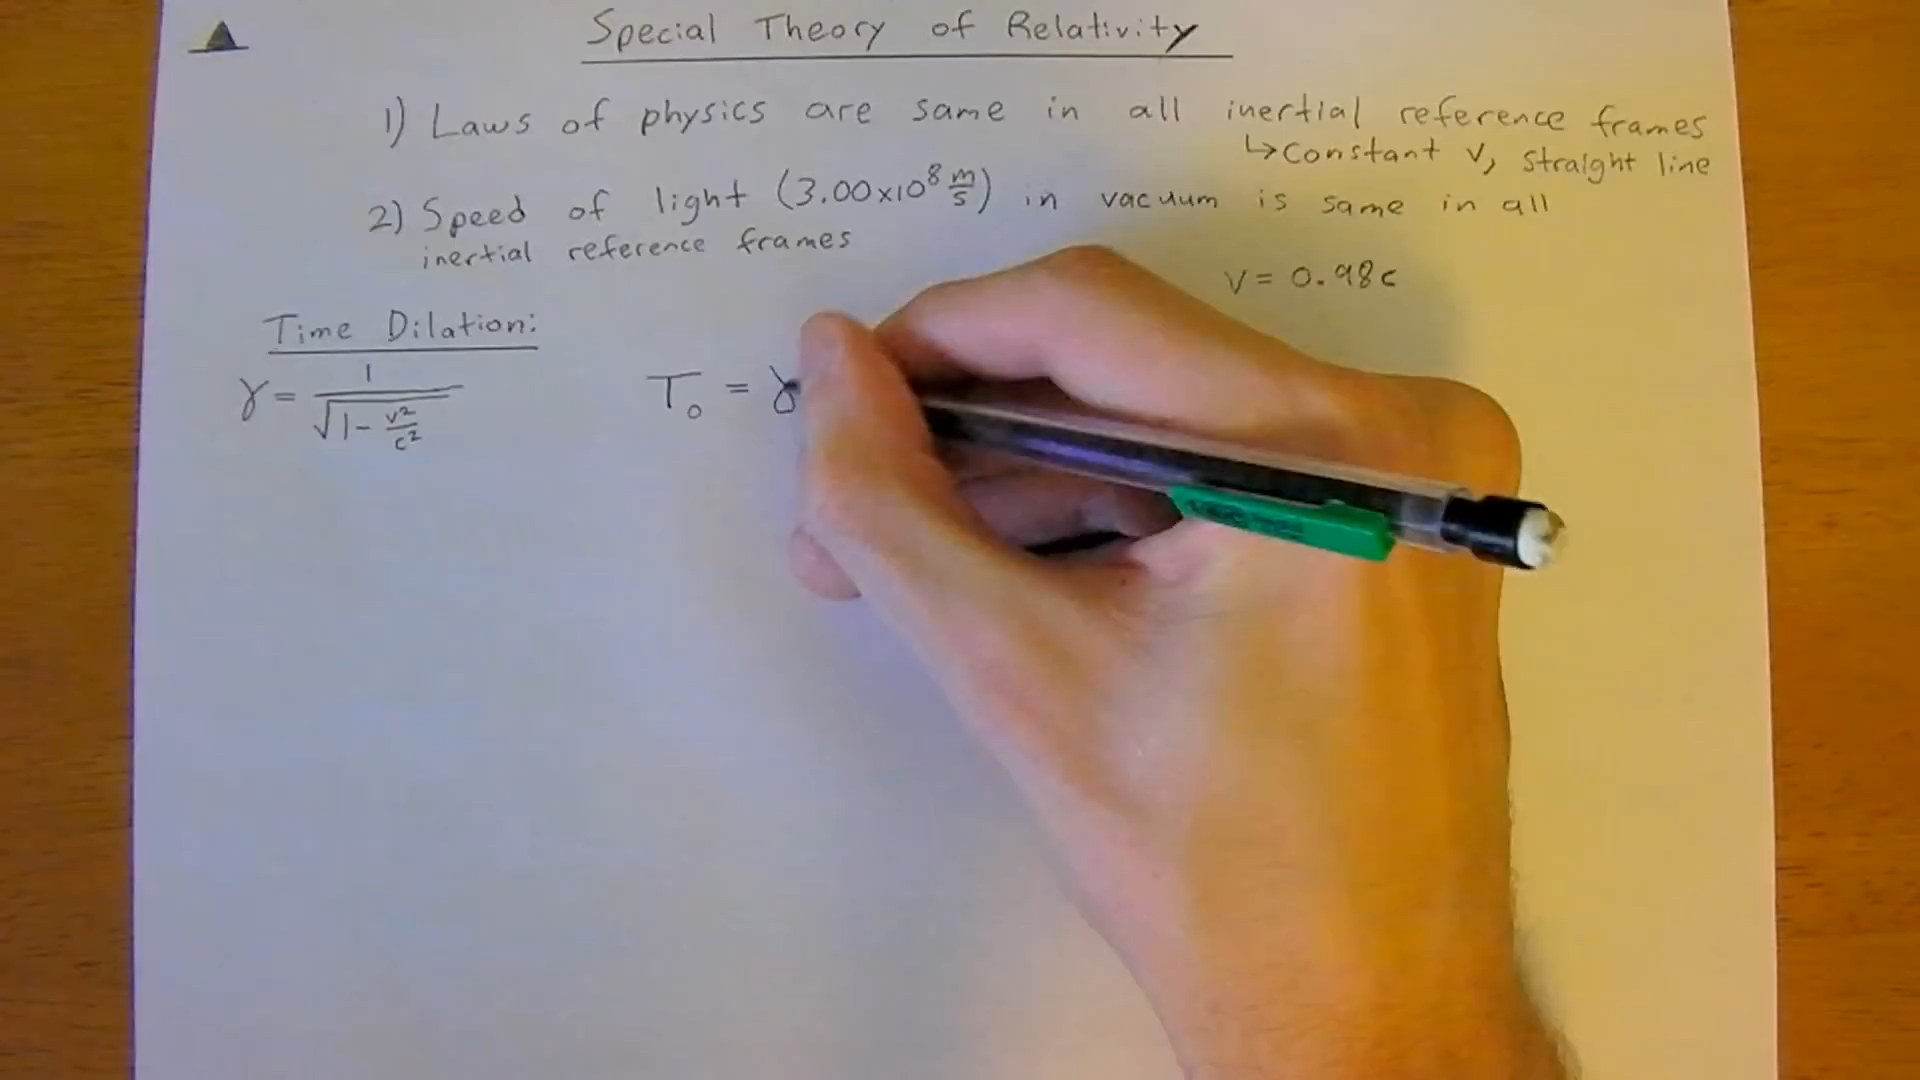 Special Theory of Relativity
1) Laws of physics are same in all inertial reference frames
↳Constant v, straight line
2) Speed of light (3.00x10⁸ m/s) in vacuum is same in all
inertial reference frames
v = 0.98c
Time Dilation:
γ = 1/√(1 - v²/c²)
T₀ = γ